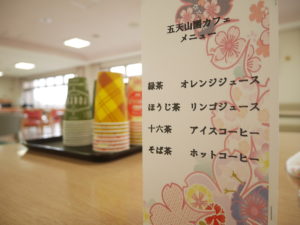 五天山園カフェ
メニュー
緑茶 オレンジジュース
ほうじ茶 リンゴジュース
十六茶 アイスコーヒー
そば茶 ホットコーヒー